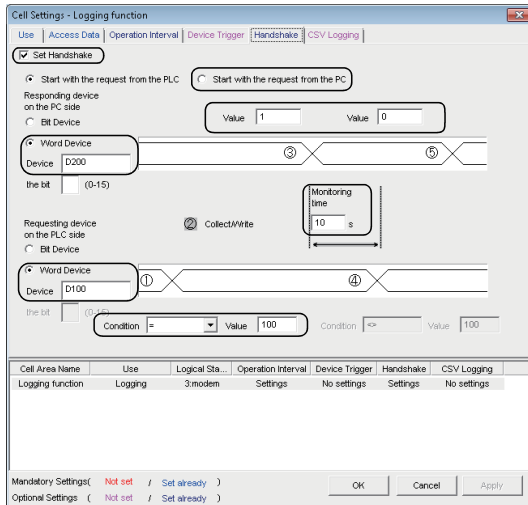 Cell Settings - Logging function
Use Access Data Operation Interval Device Trigger Handshake CSV Logging
Set Handshake
Start with the request from the PLC Start with the request from the PC
Responding device
on the PC side
Bit Device
Value 1 Value 0
Word Device
Device D200
③ ⑤
the bit (0-15)
Monitoring
time
10 s
Requesting device
on the PLC side
② Collect/Write
Bit Device
Word Device
Device D100
① ④
the bit (0-15)
Condition = Value 100 Condition <> Value 100
Cell Area Name Use Logical Sta... Operation Interval Device Trigger Handshake CSV Logging
Logging function Logging 3:modem Settings No settings Settings No settings
Mandatory Settings( Not set / Set already )
Optional Settings ( Not set / Set already )
OK Cancel Apply